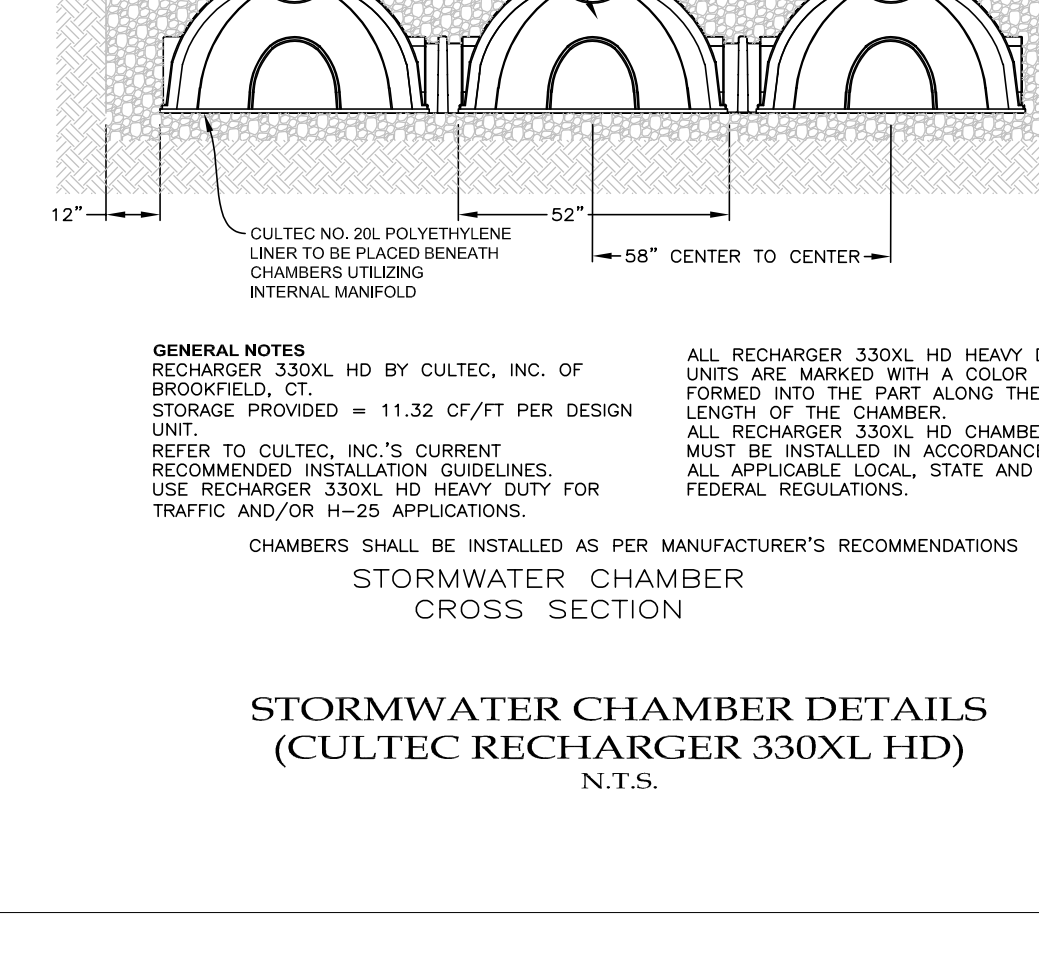 12"
52"
58" CENTER TO CENTER
CULTEC NO. 20L POLYETHYLENE
LINER TO BE PLACED BENEATH
CHAMBERS UTILIZING
INTERNAL MANIFOLD
GENERAL NOTES
RECHARGER 330XL HD BY CULTEC, INC. OF
BROOKFIELD, CT.
STORAGE PROVIDED = 11.32 CF/FT PER DESIGN
UNIT.
REFER TO CULTEC, INC.'S CURRENT
RECOMMENDED INSTALLATION GUIDELINES.
USE RECHARGER 330XL HD HEAVY DUTY FOR
TRAFFIC AND/OR H-25 APPLICATIONS.
ALL RECHARGER 330XL HD HEAVY
UNITS ARE MARKED WITH A COLOR
FORMED INTO THE PART ALONG THE
LENGTH OF THE CHAMBER.
ALL RECHARGER 330XL HD
MUST BE INSTALLED IN
ALL APPLICABLE LOCAL, STATE AND
FEDERAL REGULATIONS.
CHAMBERS SHALL BE INSTALLED AS PER MANUFACTURER'S RECOMMENDATIONS
STORMWATER CHAMBER
CROSS SECTION
STORMWATER CHAMBER DETAILS
(CULTEC RECHARGER 330XL HD)
N.T.S.